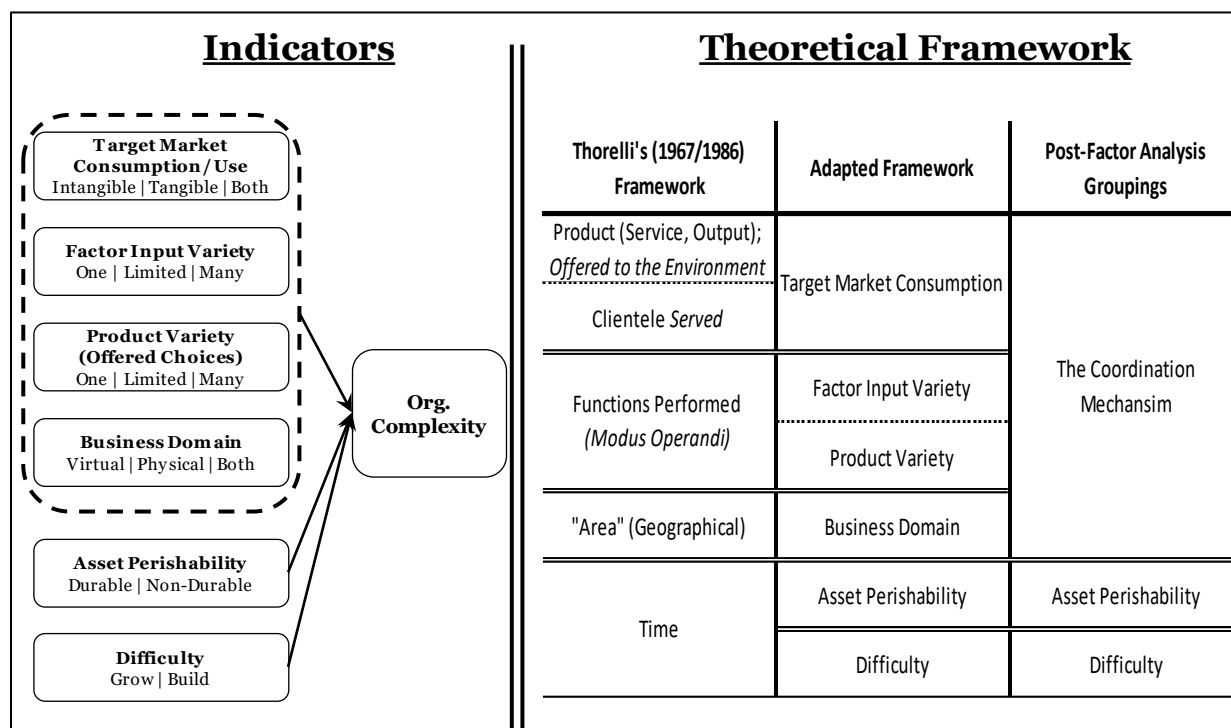 Indicators
Target Market
Consumption/Use
Intangible | Tangible | Both
Factor Input Variety
One | Limited | Many
Product Variety
(Offered Choices)
One | Limited | Many
Business Domain
Virtual | Physical | Both
Asset Perishability
Durable | Non-Durable
Difficulty
Grow | Build
Org.
Complexity
Theoretical Framework
Thorelli's (1967/1986)
Framework
Adapted Framework
Post-Factor Analysis
Groupings
Product (Service, Output);
Offered to the Environment
Clientele Served
Target Market Consumption
Functions Performed
(Modus Operandi)
Factor Input Variety
Product Variety
The Coordination
Mechansim
"Area" (Geographical)
Business Domain
Time
Asset Perishability
Asset Perishability
Difficulty
Difficulty